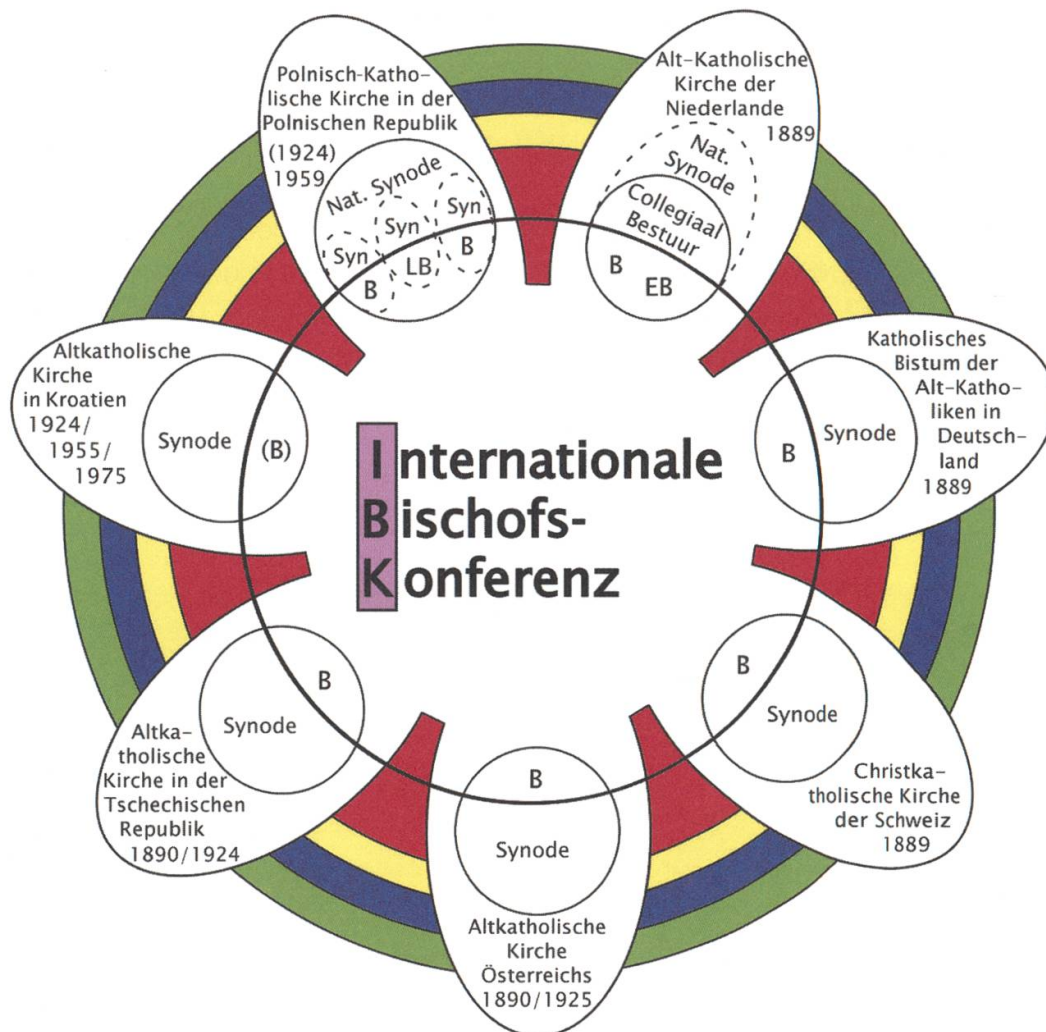 Polnisch-Katho-
lische Kirche in der
Polnischen Republik
(1924)
1959
Nat. Synode
Syn
Syn
Syn
B
LB
B
Alt-Katholische
Kirche der
Niederlande
1889
Nat.
Synode
Collegiaal
Bestuur
B
EB
Altkatholische
Kirche
in Kroatien
1924/
1955/
1975
Synode
(B)
Katholisches
Bistum der
Alt-Katho-
liken in
Deutsch-
land
1889
B
Synode
Internationale
Bischofs-
Konferenz
B
Synode
Altka-
tholische
Kirche in der
Tschechischen
Republik
1890/1924
B
Synode
Christka-
tholische Kirche
der Schweiz
1889
B
Synode
Altkatholische
Kirche
Österreichs
1890/1925